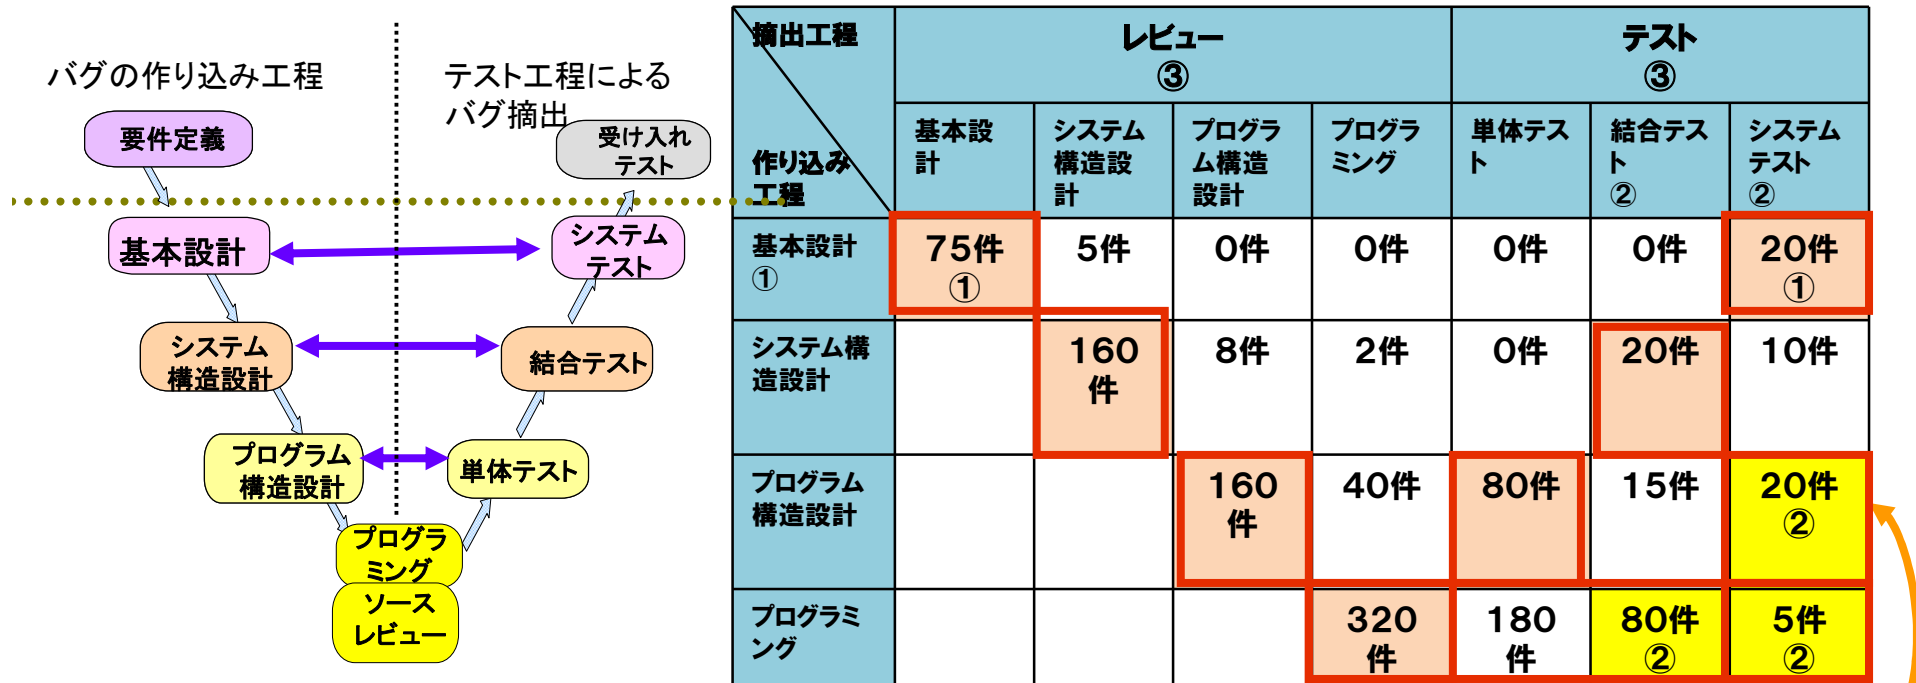 バグの作り込み工程
テスト工程による
バグ摘出
要件定義
受け入れ
テスト
基本設計
システム
テスト
システム
構造設計
結合テスト
プログラム
構造設計
単体テスト
プログラ
ミング
ソース
レビュー
摘出工程
作り込み
工程
レビュー
③
テスト
③
基本設
計
システム
構造設
計
プログラ
ム構造
設計
プログラ
ミング
単体テス
ト
結合テス
ト
②
システム
テスト
②
基本設計
①
75件
①
5件
0件
0件
0件
0件
20件
①
システム構
造設計
160
件
8件
2件
0件
20件
10件
プログラム
構造設計
160
件
40件
80件
15件
20件
②
プログラミ
ング
320
件
180
件
80件
②
5件
②